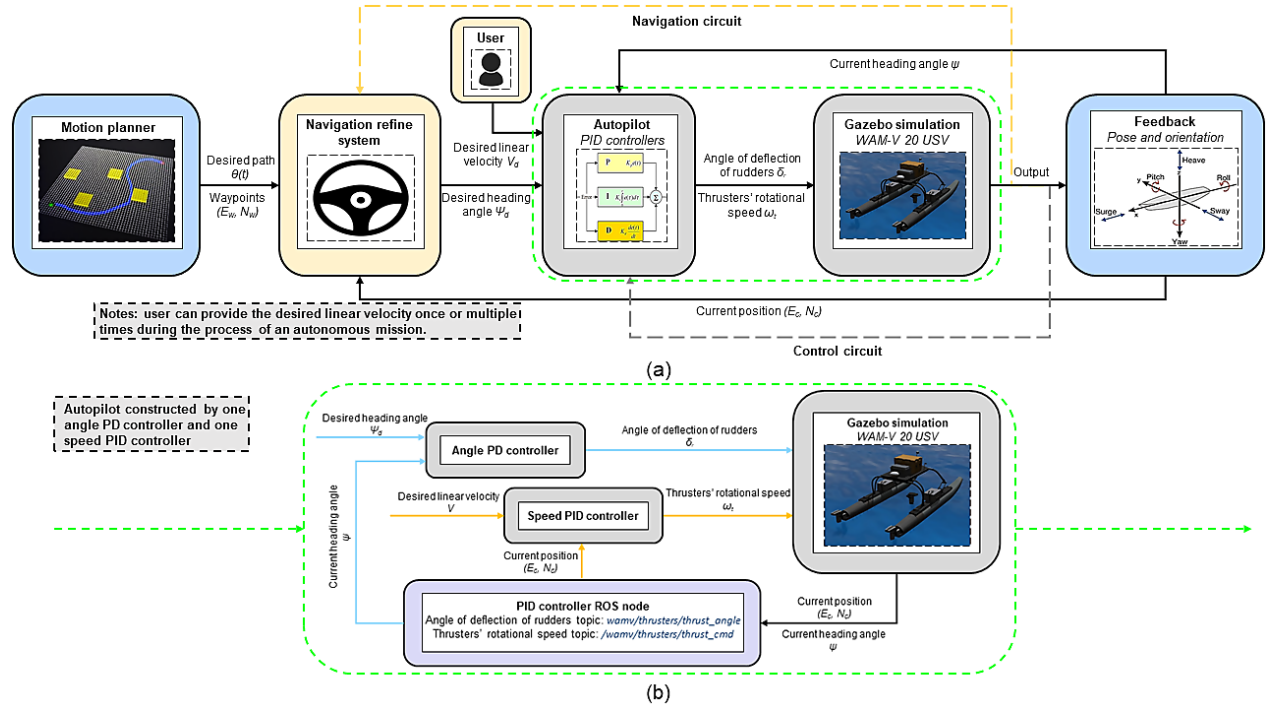 Navigation circuit
User
Current heading angle ψ
Motion planner
Navigation refine
system
Autopilot
PID controllers
Gazebo simulation
WAM-V 20 USV
Feedback
Pose and orientation
Desired path
θ(t)
Waypoints
(E_w, N_w)
Desired linear
velocity V_d
Desired heading
angle Ψ_d
P
I
D
Error
Σ
Angle of deflection
of rudders δ_r
Thrusters' rotational
speed ω_t
Output
Heave
Pitch
y
Roll
Surge
x
Sway
Yaw
Notes: user can provide the desired linear velocity once or multiple
times during the process of an autonomous mission.
Current position (E_c, N_c)
Control circuit
(a)
Autopilot constructed by one
angle PD controller and one
speed PID controller
Desired heading angle
Ψ_d
Angle PD controller
Angle of deflection of rudders
δ_r
Gazebo simulation
WAM-V 20 USV
Desired linear velocity
V
Speed PID controller
Thrusters' rotational speed
ω_t
Current heading angle
ψ
Current position
(E_c, N_c)
PID controller ROS node
Angle of deflection of rudders topic: wamv/thrusters/thrust_angle
Thrusters' rotational speed topic: /wamv/thrusters/thrust_cmd
Current position
(E_c, N_c)
Current heading angle
ψ
(b)